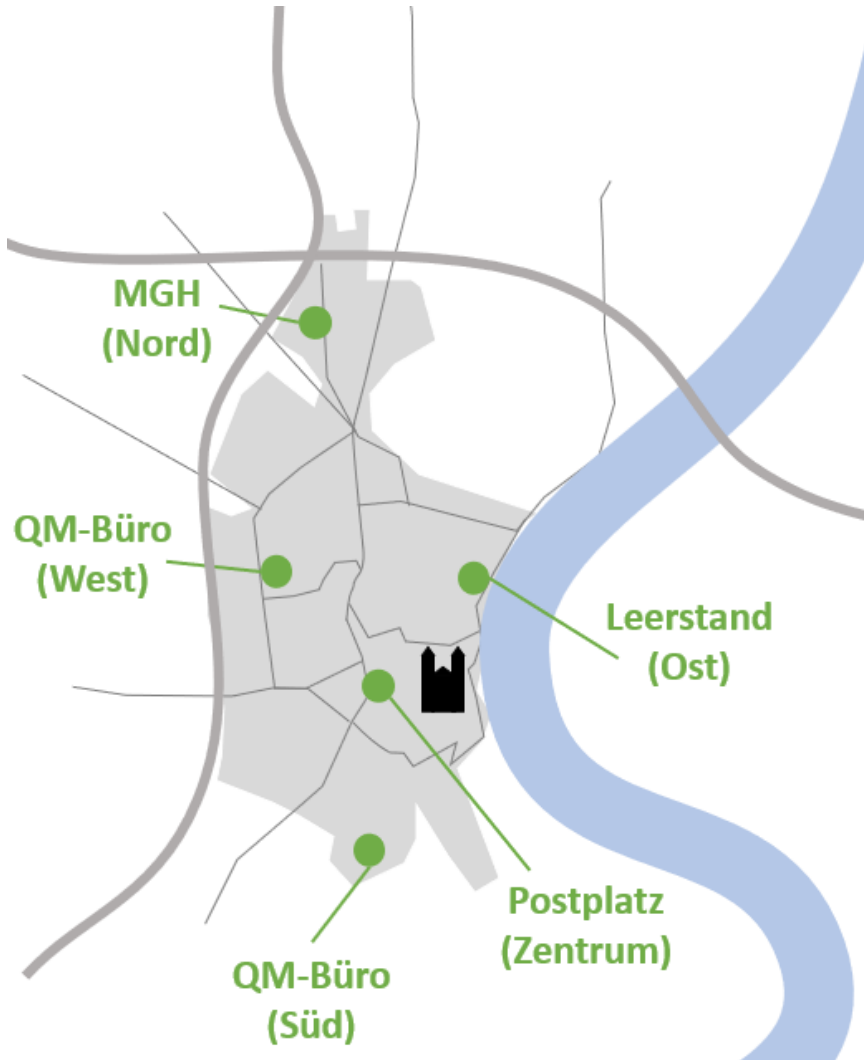 MGH
(Nord)
QM-Büro
(West)
Leerstand
(Ost)
Postplatz
(Zentrum)
QM-Büro
(Süd)